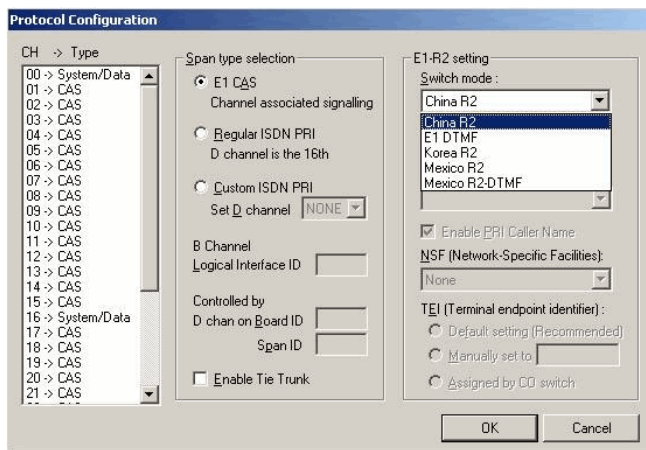 Protocol Configuration
CH -> Type
00 -> System/Data
01 -> CAS
02 -> CAS
03 -> CAS
04 -> CAS
05 -> CAS
06 -> CAS
07 -> CAS
08 -> CAS
09 -> CAS
10 -> CAS
11 -> CAS
12 -> CAS
13 -> CAS
14 -> CAS
15 -> CAS
16 -> System/Data
17 -> CAS
18 -> CAS
19 -> CAS
20 -> CAS
21 -> CAS
Span type selection
E1 CAS
Channel associated signalling
Regular ISDN PRI
D channel is the 16th
Custom ISDN PRI
Set D channel NONE
B Channel
Logical Interface ID
Controlled by
D chan on Board ID
Span ID
Enable Tie Trunk
E1-R2 setting
Switch mode :
China R2
China R2
E1 DTMF
Korea R2
Mexico R2
Mexico R2-DTMF
Enable PRI Caller Name
NSF (Network-Specific Facilities):
None
TEI (Terminal endpoint identifier) :
Default setting (Recommended)
Manually set to
Assigned by CO switch
OK
Cancel